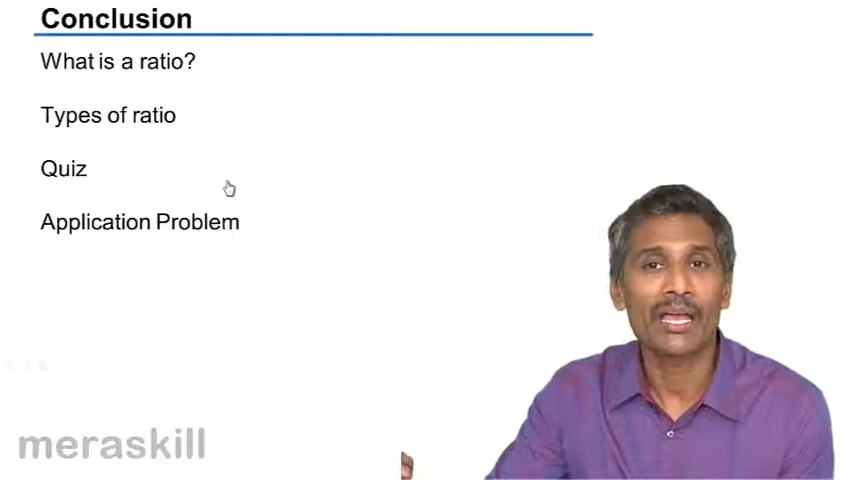 Conclusion
What is a ratio?
Types of ratio
Quiz
Application Problem
meraskill